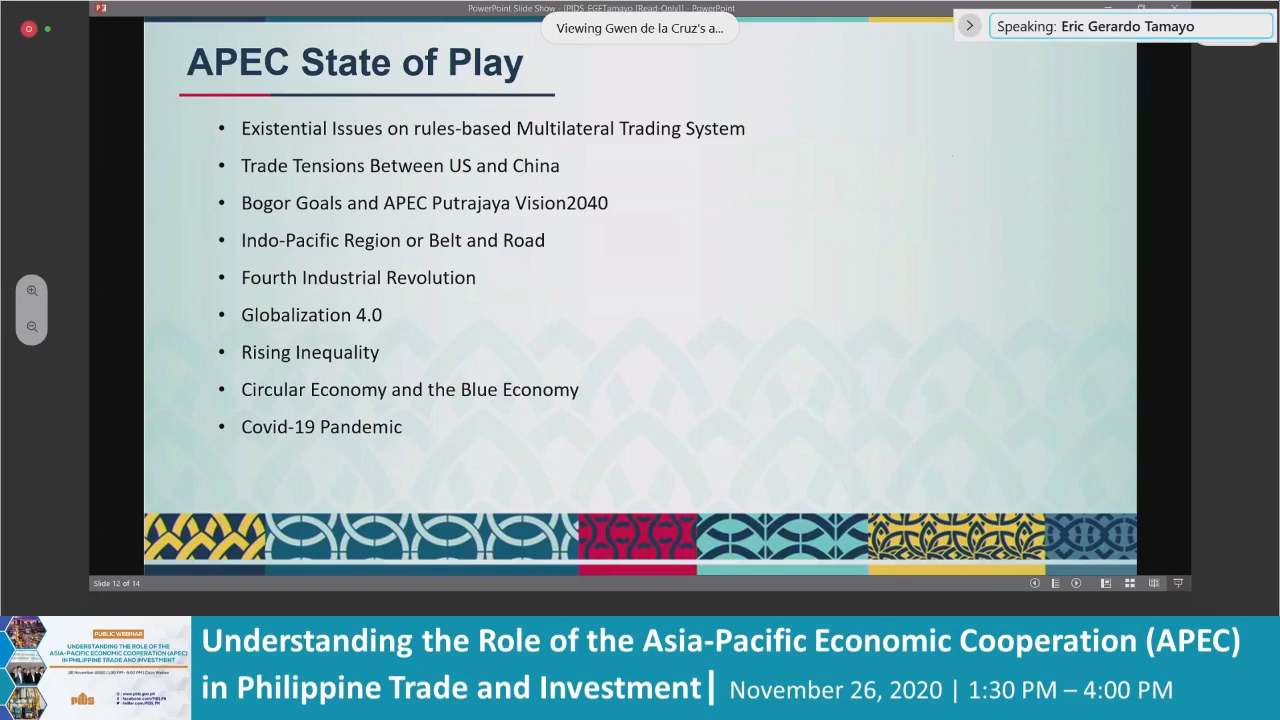 PowerPoint Slide Show - [PIDS_EGETamayo [Read-Only]] - PowerPoint
Viewing Gwen de la Cruz's a...
Speaking: Eric Gerardo Tamayo
APEC State of Play
• Existential Issues on rules-based Multilateral Trading System
• Trade Tensions Between US and China
• Bogor Goals and APEC Putrajaya Vision2040
• Indo-Pacific Region or Belt and Road
• Fourth Industrial Revolution
• Globalization 4.0
• Rising Inequality
• Circular Economy and the Blue Economy
• Covid-19 Pandemic
Slide 12 of 14
PUBLIC WEBINAR
UNDERSTANDING THE ROLE OF THE
ASIA-PACIFIC ECONOMIC COOPERATION (APEC)
IN PHILIPPINE TRADE AND INVESTMENT
Understanding the Role of the Asia-Pacific Economic Cooperation (APEC)
in Philippine Trade and Investment | November 26, 2020 | 1:30 PM – 4:00 PM